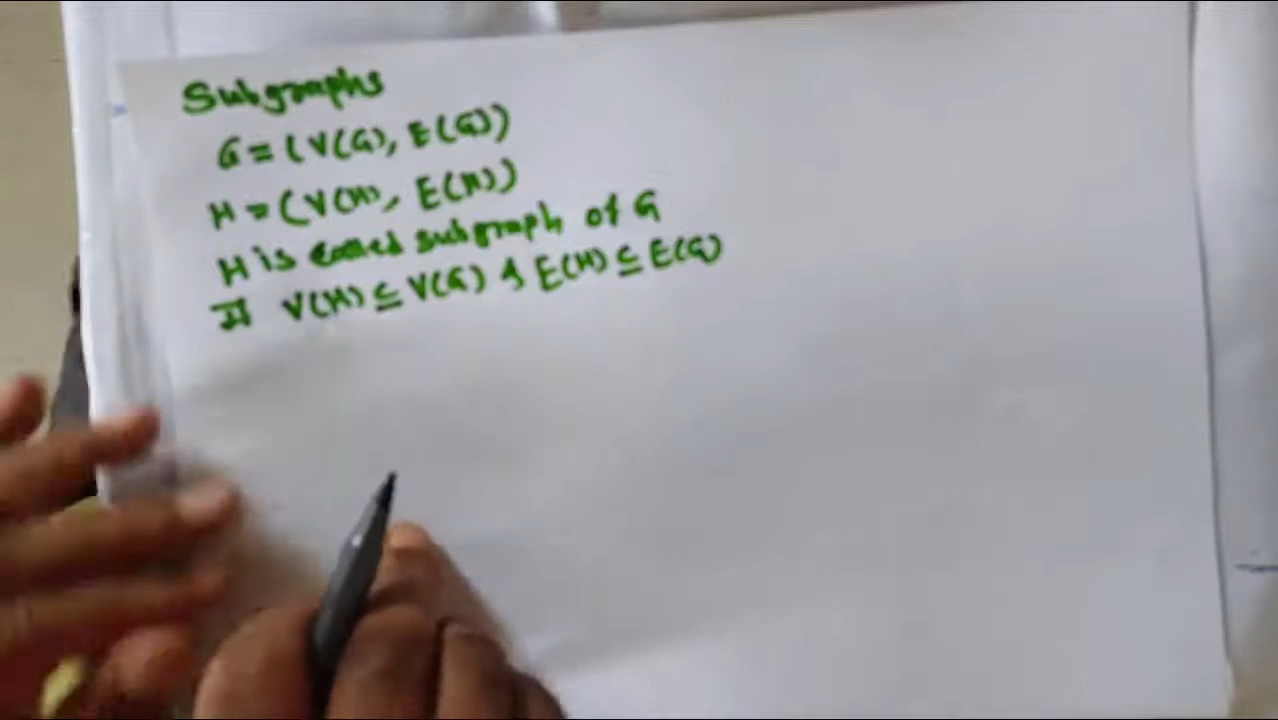 Subgraphs
G = (V(G), E(G))
H = (V(H), E(H))
H is called subgraph of G
If V(H) ⊆ V(G) & E(H) ⊆ E(G)